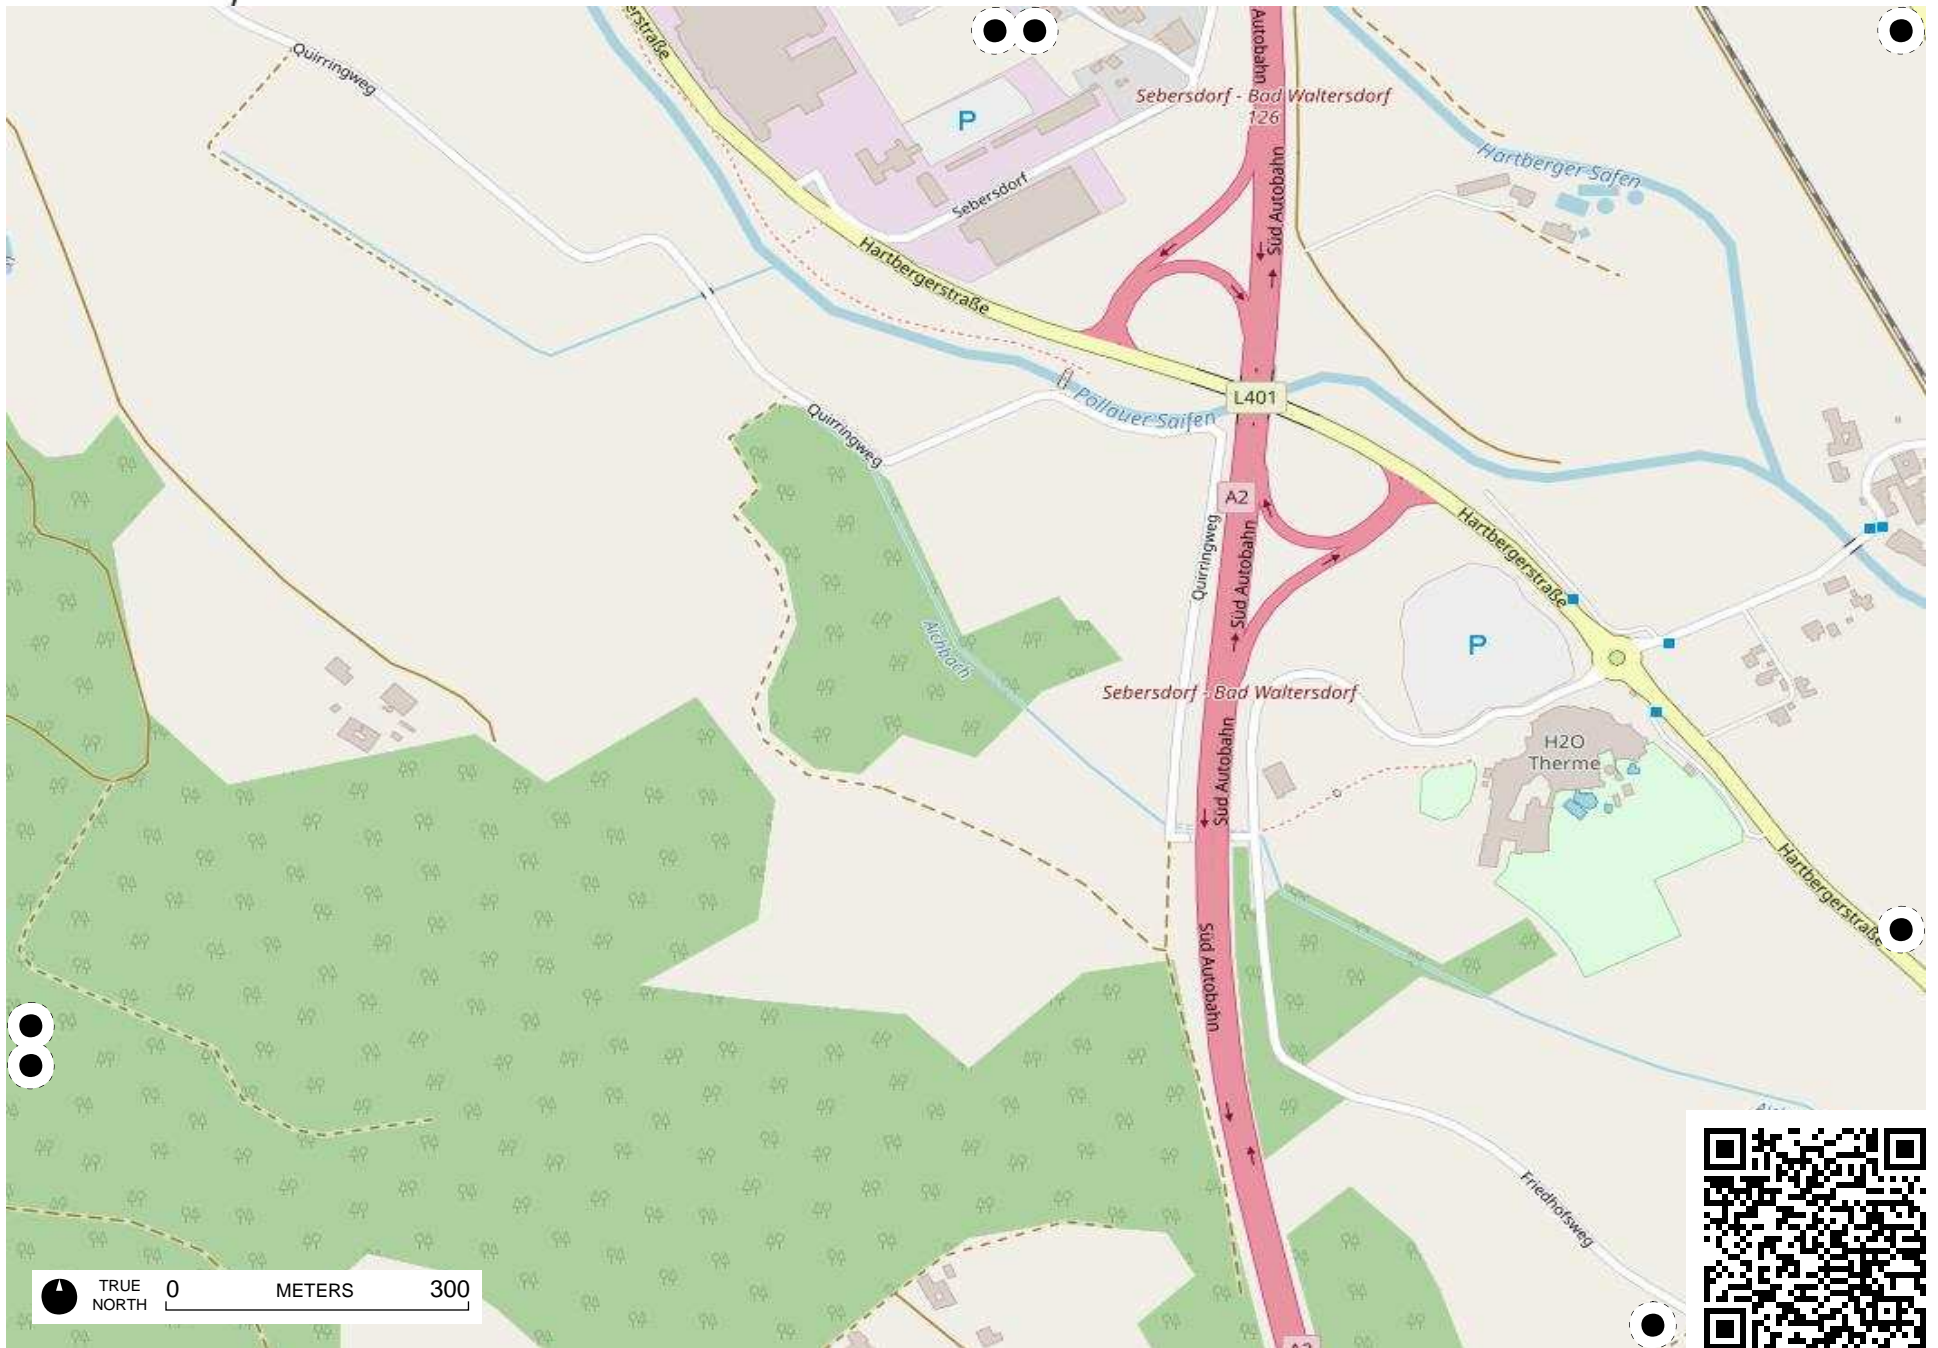 Quirringweg
Autobahn
Sebersdorf - Bad Waltersdorf
126
P
Hartberger Safen
Sebersdorf
Süd Autobahn
Hartbergerstraße
L401
Pöllauer Saifen
Quirringweg
A2
Quirringweg
Süd Autobahn
Hartbergerstraße
Aichbach
P
Sebersdorf - Bad Waltersdorf
H2O
Therme
Süd Autobahn
Hartbergerstraße
Süd Autobahn
Friedhofsweg
TRUE
NORTH
0 METERS 300